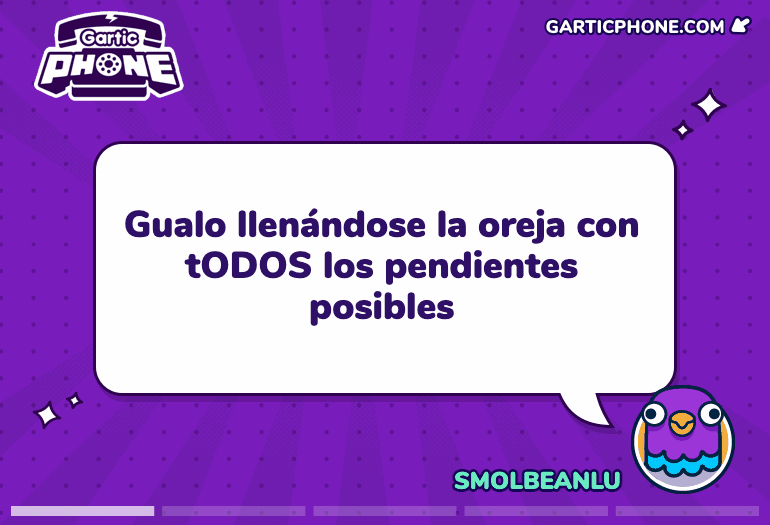 Gartic
PHONE
GARTICPHONE.COM
Gualo llenándose la oreja con
tODOS los pendientes
posibles
SMOLBEANLU